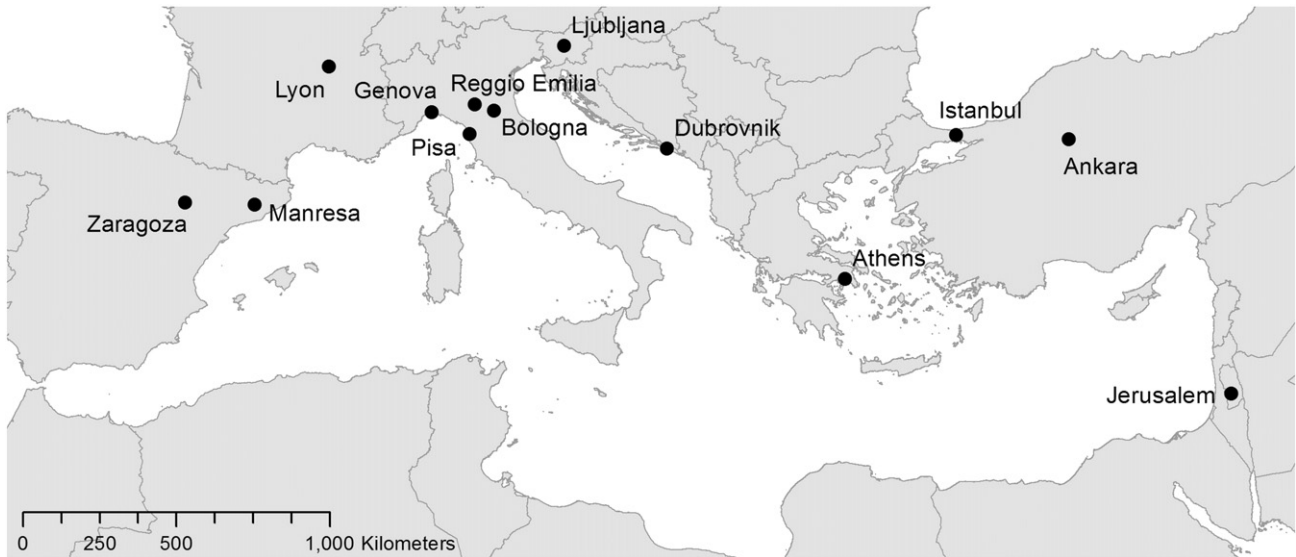 Ljubljana
Lyon
Genova
Reggio Emilia
Bologna
Pisa
Dubrovnik
Istanbul
Ankara
Zaragoza
Manresa
Athens
Jerusalem
0 250 500 1,000 Kilometers